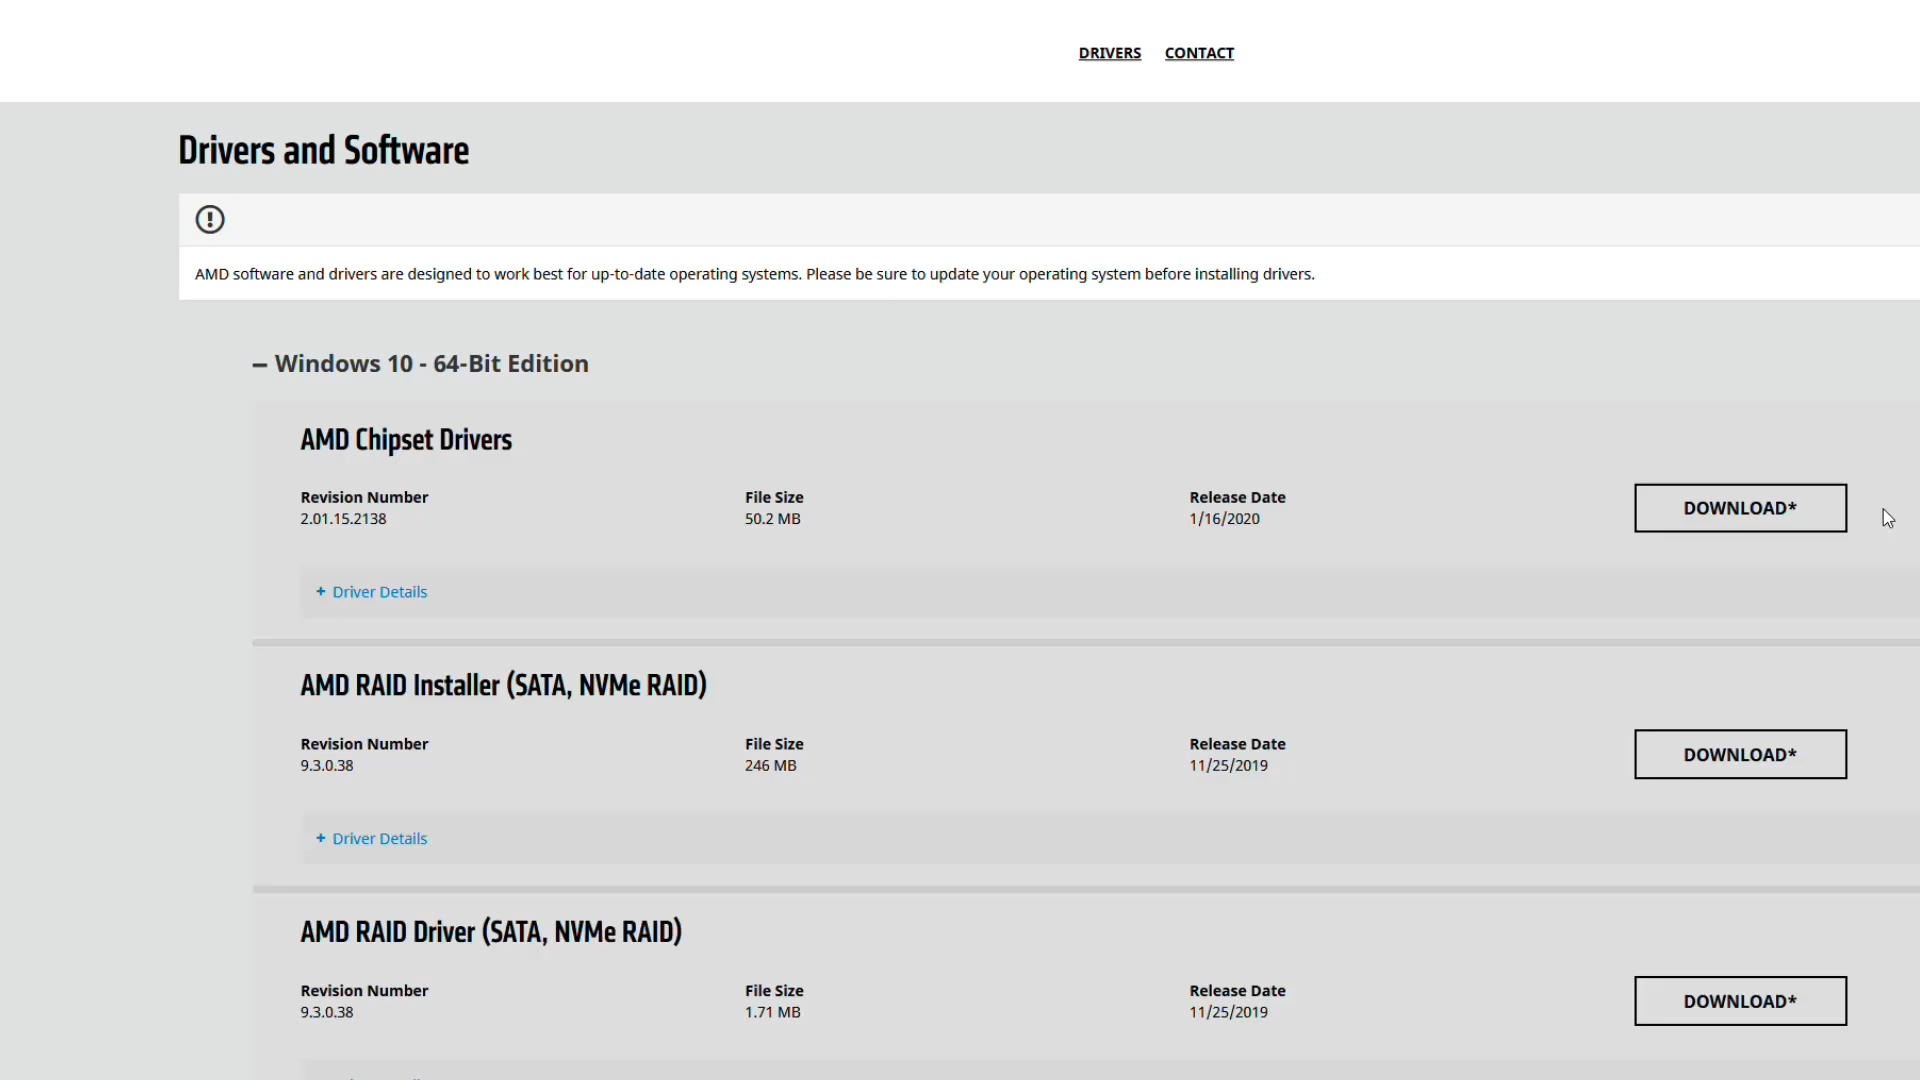 DRIVERS CONTACT
Drivers and Software
AMD software and drivers are designed to work best for up-to-date operating systems. Please be sure to update your operating system before installing drivers.
– Windows 10 - 64-Bit Edition
AMD Chipset Drivers
Revision Number File Size Release Date
2.01.15.2138 50.2 MB 1/16/2020
DOWNLOAD*
+ Driver Details
AMD RAID Installer (SATA, NVMe RAID)
Revision Number File Size Release Date
9.3.0.38 246 MB 11/25/2019
DOWNLOAD*
+ Driver Details
AMD RAID Driver (SATA, NVMe RAID)
Revision Number File Size Release Date
9.3.0.38 1.71 MB 11/25/2019
DOWNLOAD*